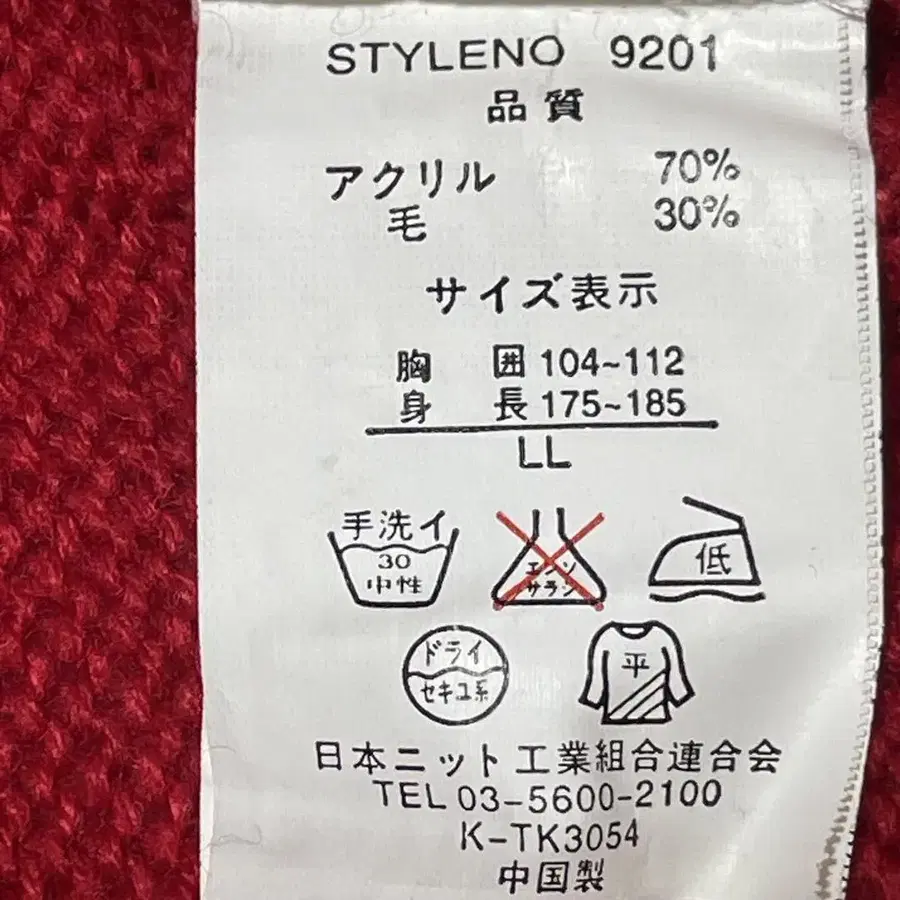 STYLENO 9201
品質
アクリル 70%
毛 30%
サイズ表示
胸 囲 104~112
身 長 175~185
LL
手洗イ
30
中性
エンソ
サラシ
低
ドライ
セキユ系
平
日本ニット工業組合連合会
TEL 03-5600-2100
K-TK3054
中国製